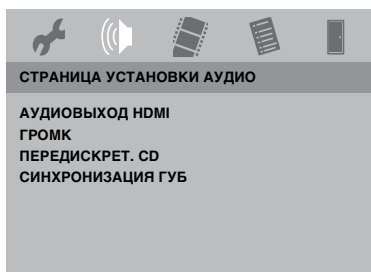 СТРАНИЦА УСТАНОВКИ АУДИО
АУДИОВЫХОД HDMI
ГРОМК
ПЕРЕДИСКРЕТ. CD
СИНХРОНИЗАЦИЯ ГУБ